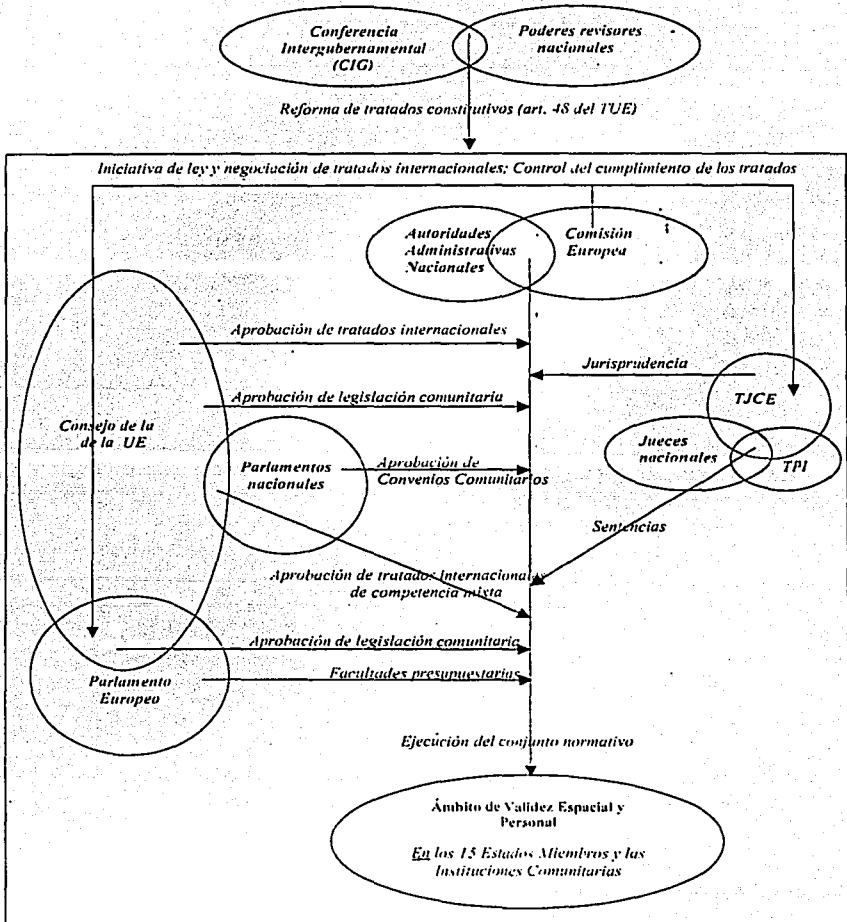 Conferencia
Intergubernamental
(CIG)
Poderes revisores
nacionales
Reforma de tratados constitutivos (art. 48 del TUE)
Iniciativa de ley y negociación de tratados internacionales; Control del cumplimiento de los tratados
Autoridades
Administrativas
Nacionales
Comisión
Europea
Aprobación de tratados internacionales
Jurisprudencia
Aprobación de legislación comunitaria
TJCE
Consejo de la
de la UE
Jueces
nacionales
TPI
Parlamentos
nacionales
Aprobación de
Convenios Comunitarios
Sentencias
Aprobación de tratados internacionales
de competencia mixta
Aprobación de legislación comunitaria
Parlamento
Europeo
Facultades presupuestarias
Ejecución del conjunto normativo
Ámbito de Validez Espacial y
Personal
En los 15 Estados Miembros y las
Instituciones Comunitarias